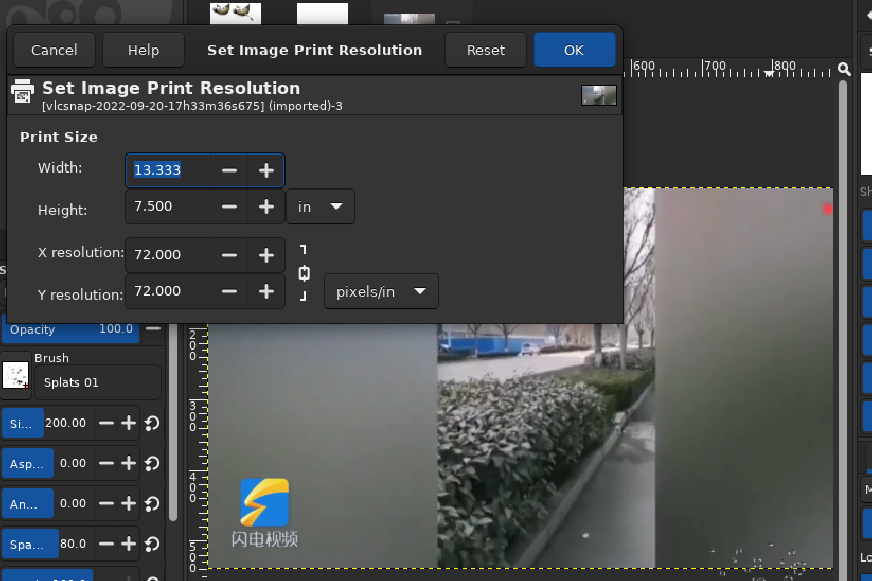 Cancel
Help
Set Image Print Resolution
Reset
OK
Set Image Print Resolution
[vlcsnap-2022-09-20-17h33m36s675] (imported)-3
Print Size
Width:
13.333
Height:
7.500
in
X resolution:
72.000
Y resolution:
72.000
pixels/in
600
700
800
Opacity
100.0
Brush
Splats 01
Si...
200.00
Asp...
0.00
An...
0.00
Spa...
80.0
200
300
400
500
闪电视频